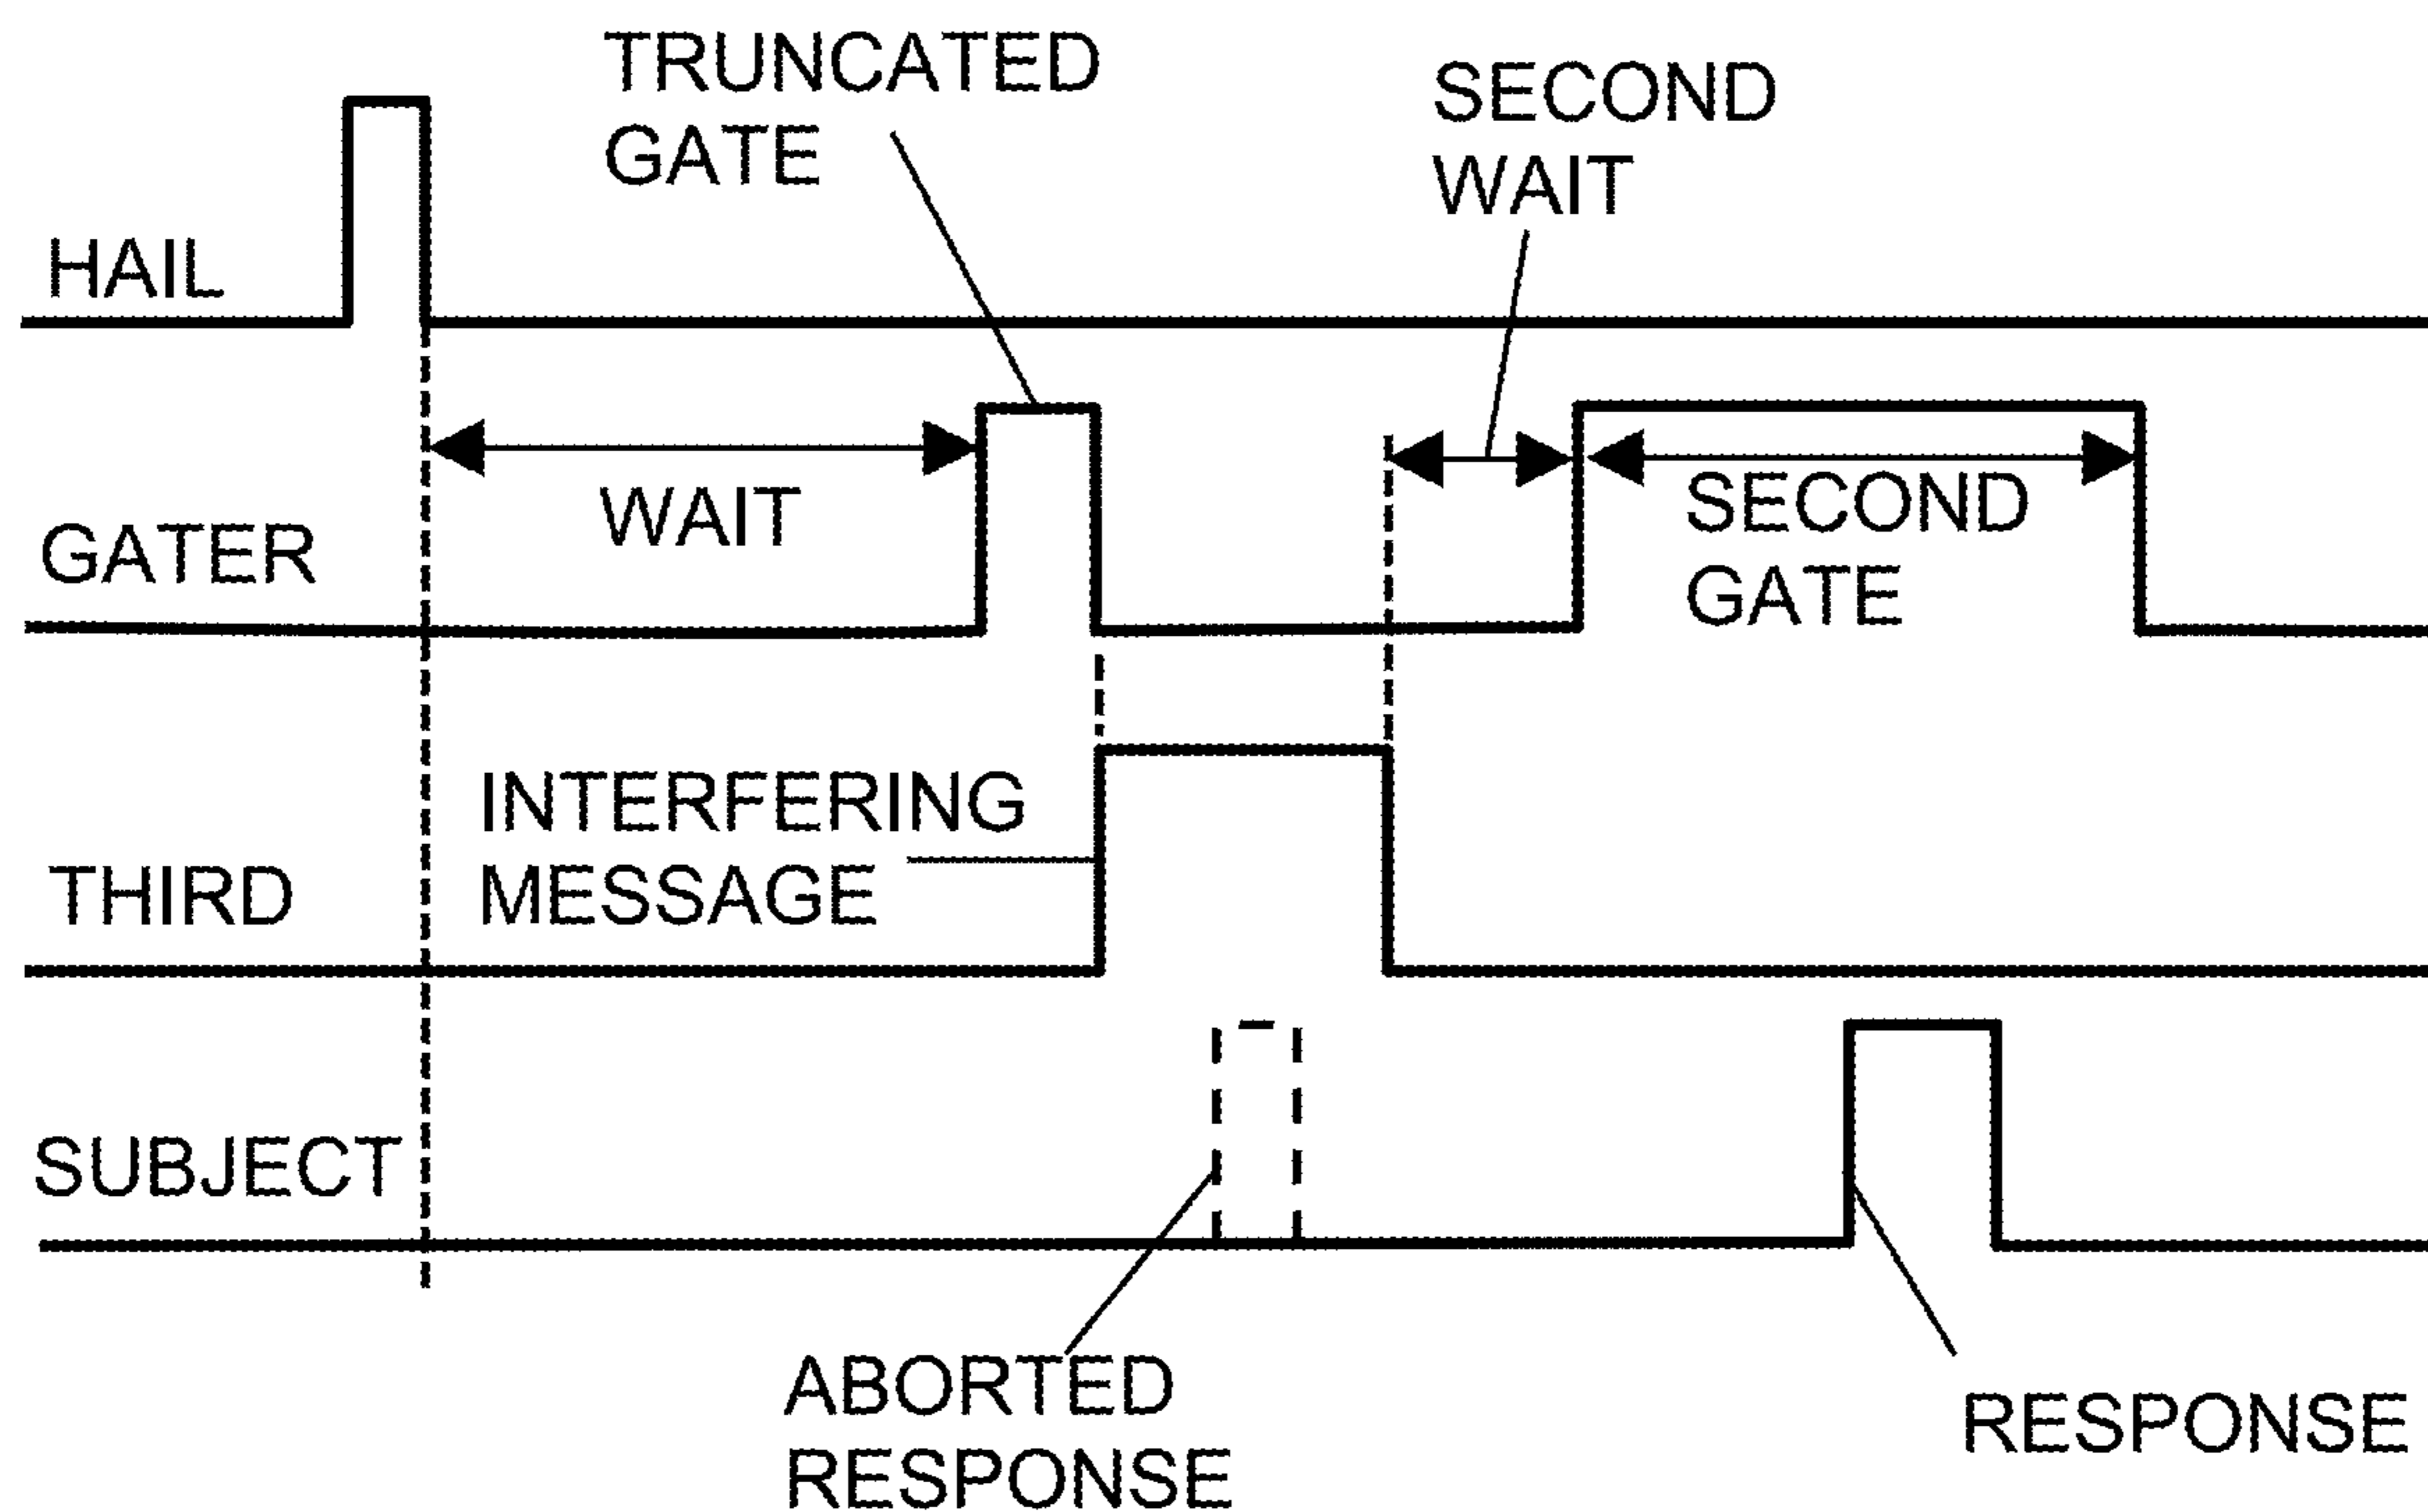 TRUNCATED
GATE
SECOND
WAIT
HAIL
WAIT
SECOND
GATE
GATER
INTERFERING
MESSAGE
THIRD
SUBJECT
ABORTED
RESPONSE
RESPONSE